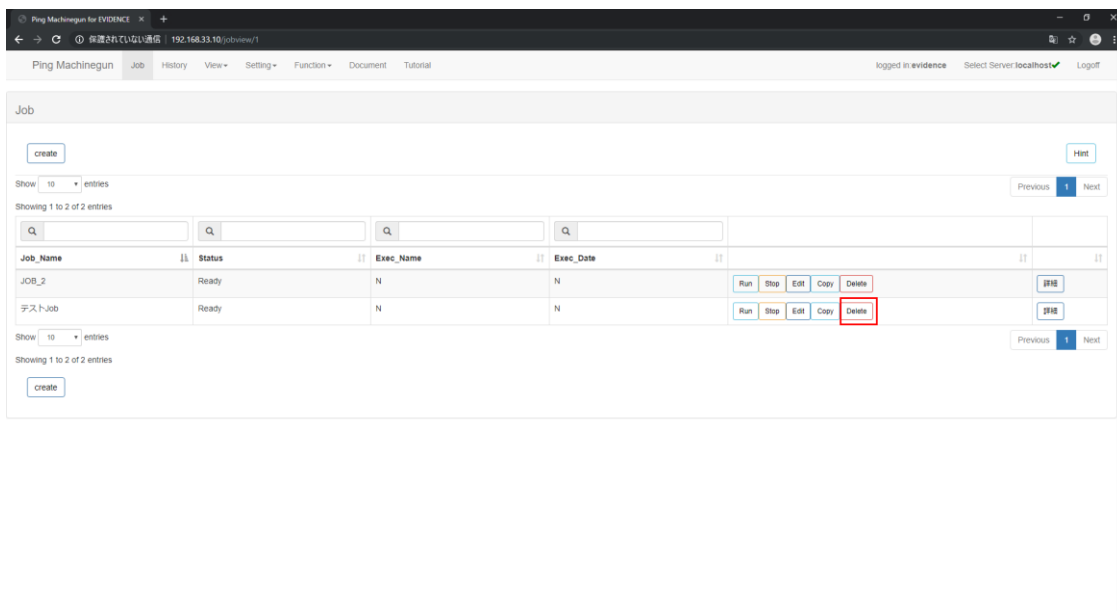 Ping Machinegun for EVIDENCE × +
保護されていない通信 | 192.168.33.10/jobview/1
Ping Machinegun Job History View Setting Function Document Tutorial logged in:evidence Select Server:localhost Logoff
Job
create Hint
Show 10 entries Previous 1 Next
Showing 1 to 2 of 2 entries
Job_Name Status Exec_Name Exec_Date
JOB_2 Ready N N Run Stop Edit Copy Delete 詳細
テストJob Ready N N Run Stop Edit Copy Delete 詳細
Show 10 entries Previous 1 Next
Showing 1 to 2 of 2 entries
create